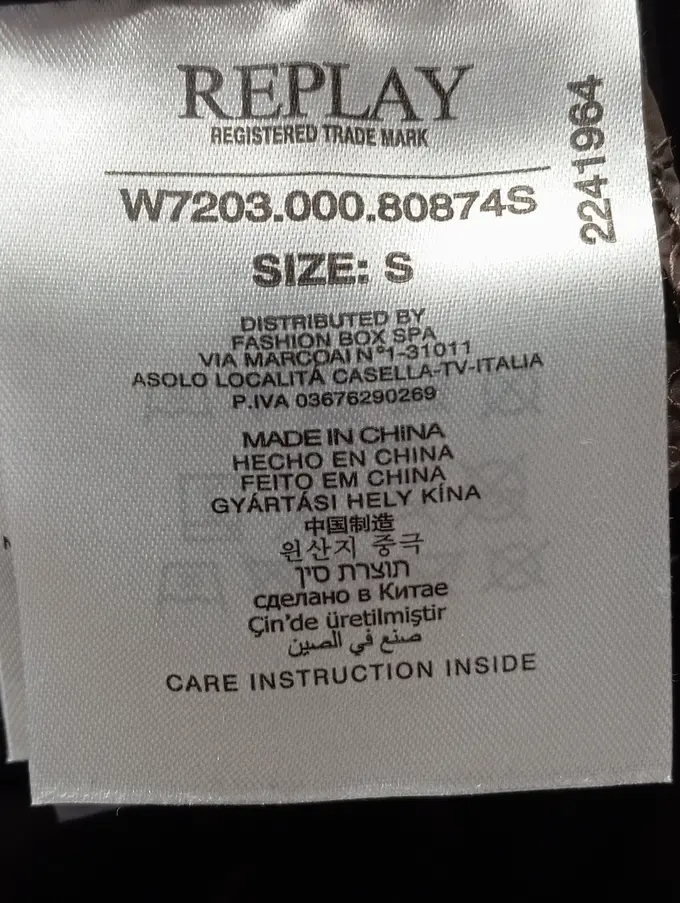 REPLAY
REGISTERED TRADE MARK
2241964
W7203.000.80874S
SIZE: S
DISTRIBUTED BY
FASHION BOX SPA
VIA MARCOAI N°1-31011
ASOLO LOCALITÀ CASELLA-TV-ITALIA
P.IVA 03676290269
MADE IN CHINA
HECHO EN CHINA
FEITO EM CHINA
GYÁRTÁSI HELY KÍNA
中国制造
원산지 중극
תוצרת סין
сделано в Китае
Çin'de üretilmiştir
صنع في الصين
CARE INSTRUCTION INSIDE